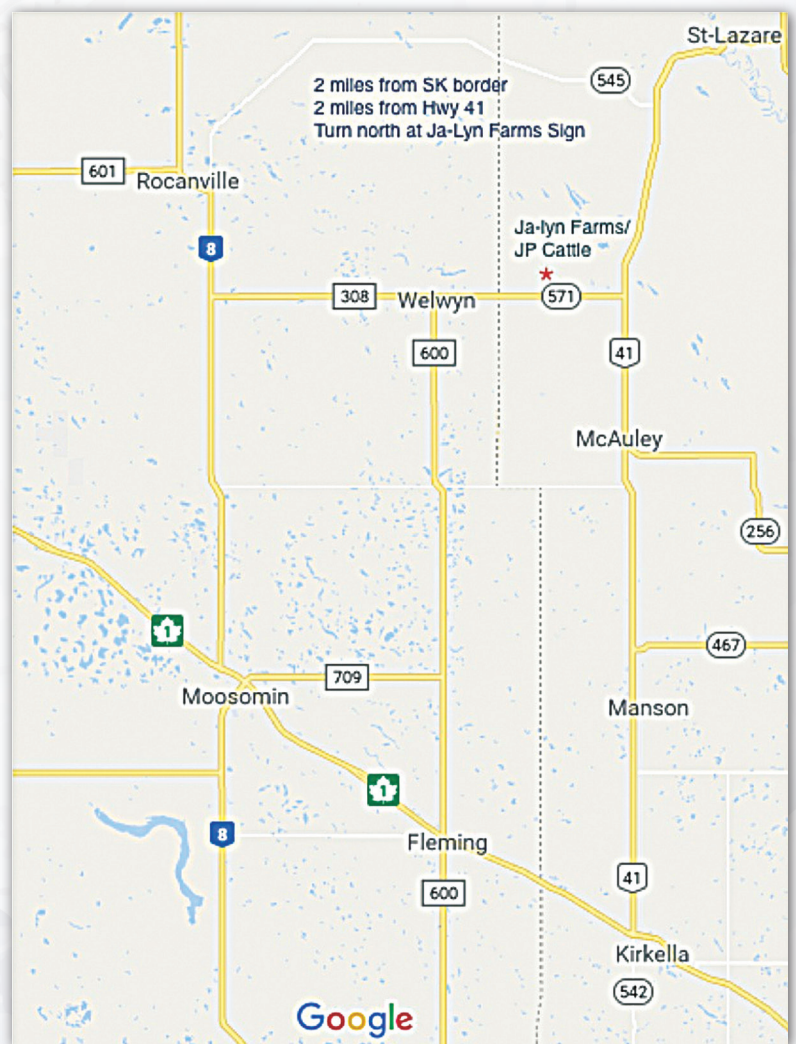 St-Lazare
545
2 miles from SK border
2 miles from Hwy 41
Turn north at Ja-Lyn Farms Sign
601
Rocanville
8
Ja-lyn Farms/
JP Cattle
*
308
Welwyn
571
600
41
McAuley
256
1
467
709
Moosomin
Manson
1
8
Fleming
41
600
Kirkella
542
Google